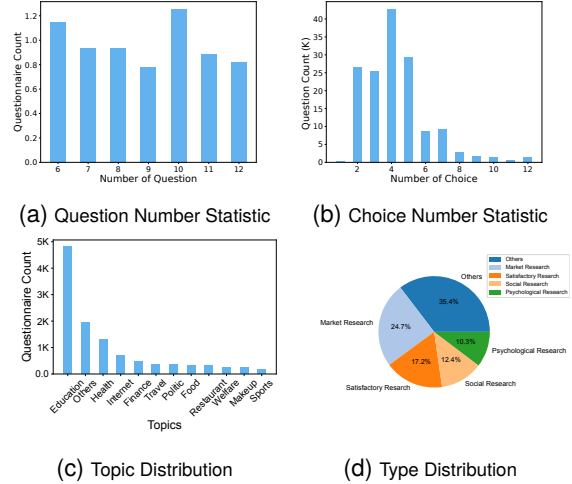 1.2
1.0
0.8
0.6
0.4
0.2
0.0
Questionnaire Count
6 7 8 9 10 11 12
Number of Question
(a) Question Number Statistic
40
35
30
25
20
15
10
5
0
Question Count (K)
2 4 6 8 10 12
Number of Choice
(b) Choice Number Statistic
5K
4K
3K
2K
1K
0.0
Questionnaire Count
Education Others Health Internet Finance Travel Politic Food Restaurant Welfare Makeup Sports
Topics
(c) Topic Distribution
Others
Market Research
Satisfactory Research
Social Research
Psychological Research
Others
35.4%
Market Research
24.7%
10.3%
Psychological Research
17.2%
12.4%
Satisfactory Research
Social Research
(d) Type Distribution